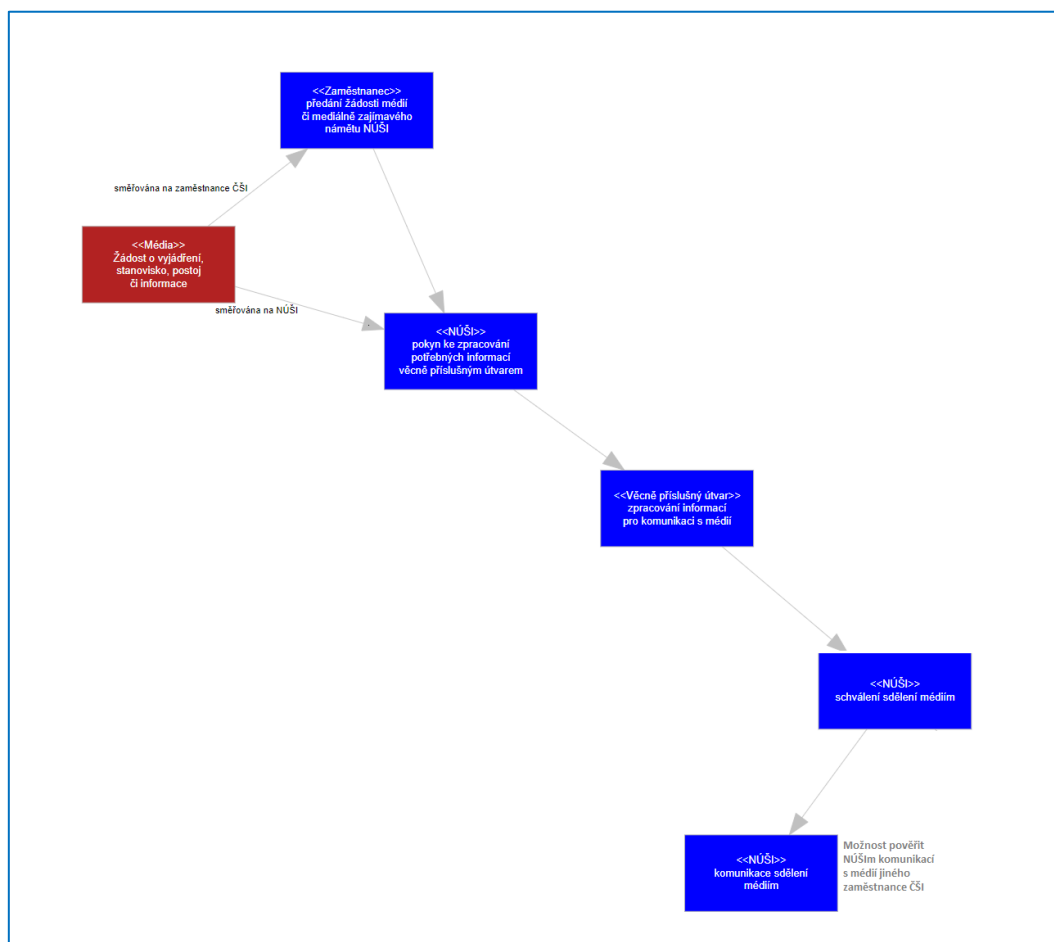 <<Zaměstnanec>>
předání žádosti médií
či mediálně zajímavého
námětu NÚŠI
směřována na zaměstnance ČŠI
<<Média>>
Žádost o vyjádření,
stanovisko, postoj
či informace
směřována na NÚŠI
<<NÚŠI>>
pokyn ke zpracování
potřebných informací
věcně příslušným útvarem
<<Věcně příslušný útvar>>
zpracování informací
pro komunikaci s médií
<<NÚŠI>>
schválení sdělení médiím
<<NÚŠI>>
komunikace sdělení
médiím
Možnost pověřit
NÚŠIm komunikací
s médií jiného
zaměstnance ČŠI